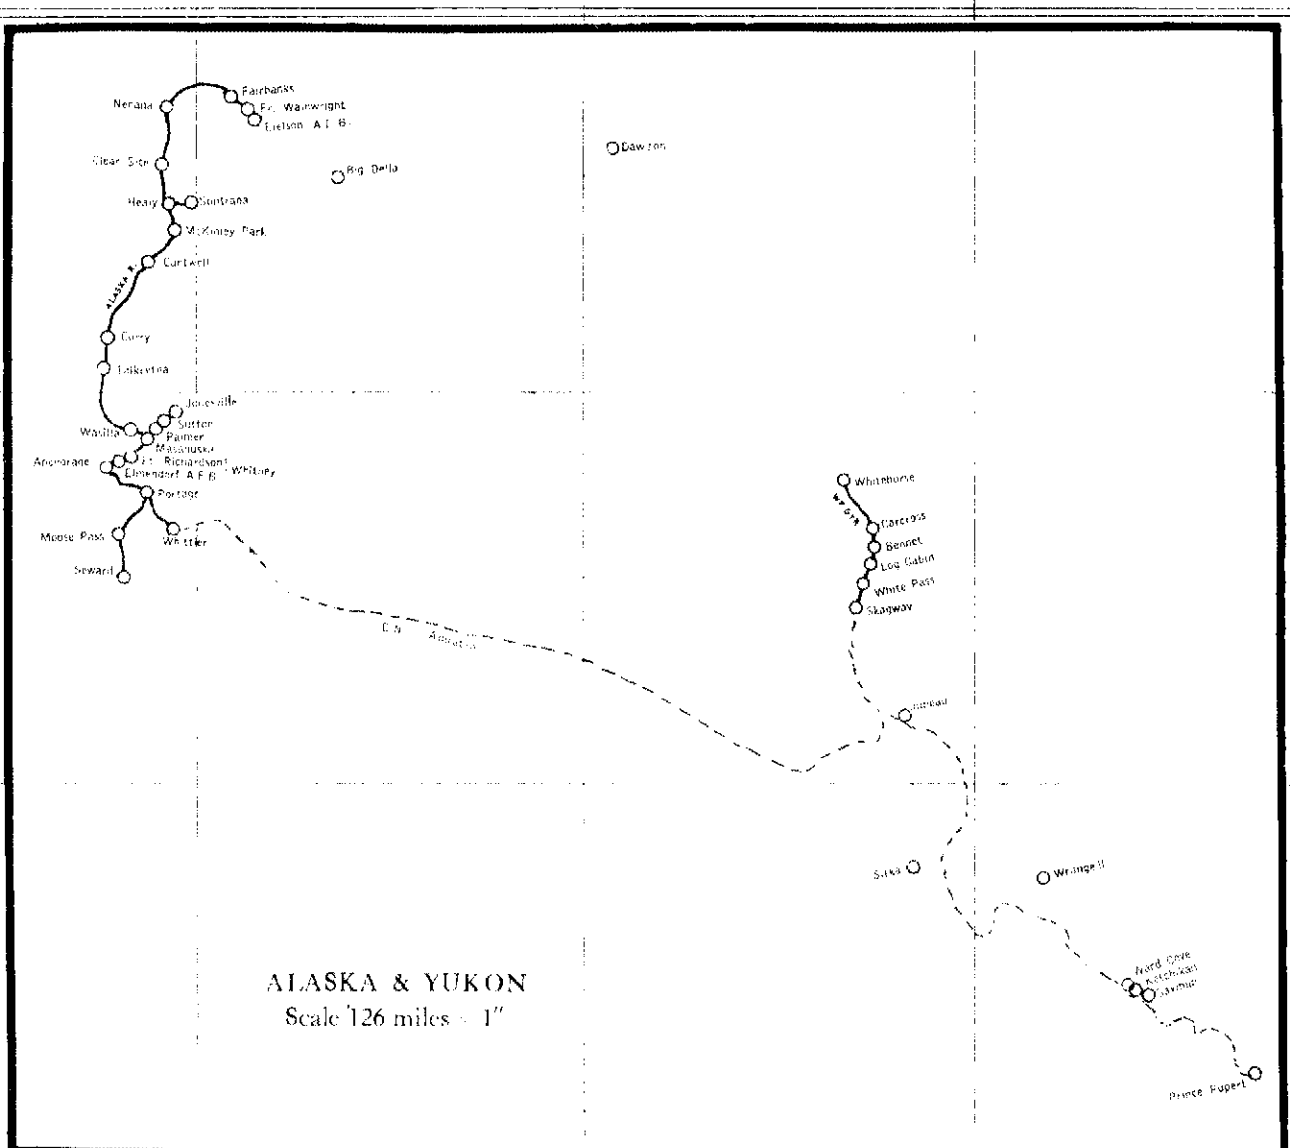 Fairbanks
Nenana
Ft. Wainwright
Eielson A F B.
Clear Site
Dawson
Big Delta
Healy
Suntrana
McKinley Park
Cantwell
ALASKA R.
Curry
Talkeetna
Jonesville
Sutton
Wasilla
Palmer
Matanuska
Anchorage
Ft. Richardson
Whitney
Elmendorf A F B
Portage
Whitehorse
W P & Y R
Moose Pass
Whittier
Carcross
Bennet
Log Cabin
Seward
White Pass
Skagway
C N Aquatrain
Juneau
Sitka
Wrangell
Ward Cove
Ketchikan
Saxman
Prince Rupert
ALASKA & YUKON
Scale 126 miles = 1"